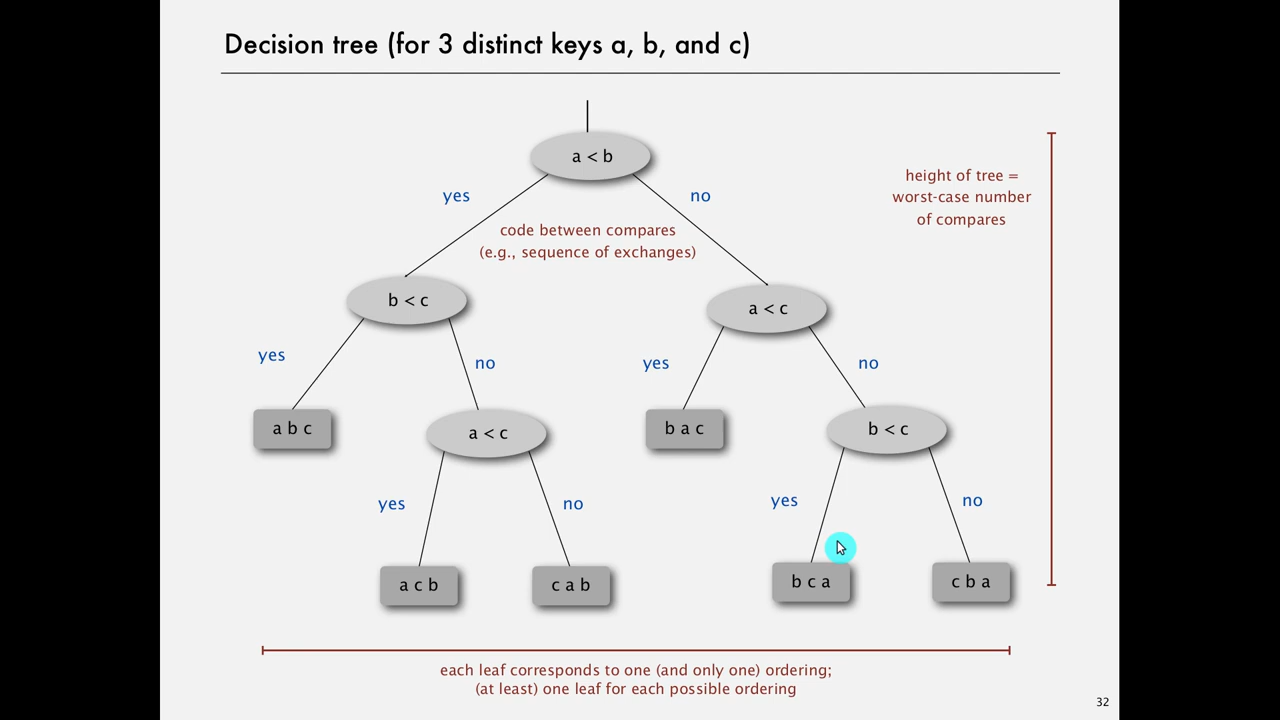 Decision tree (for 3 distinct keys a, b, and c)
a < b
height of tree =
worst-case number
of compares
yes
no
code between compares
(e.g., sequence of exchanges)
b < c
a < c
yes
no
yes
no
a b c
a < c
b a c
b < c
yes
no
yes
no
a c b
c a b
b c a
c b a
each leaf corresponds to one (and only one) ordering;
(at least) one leaf for each possible ordering
32